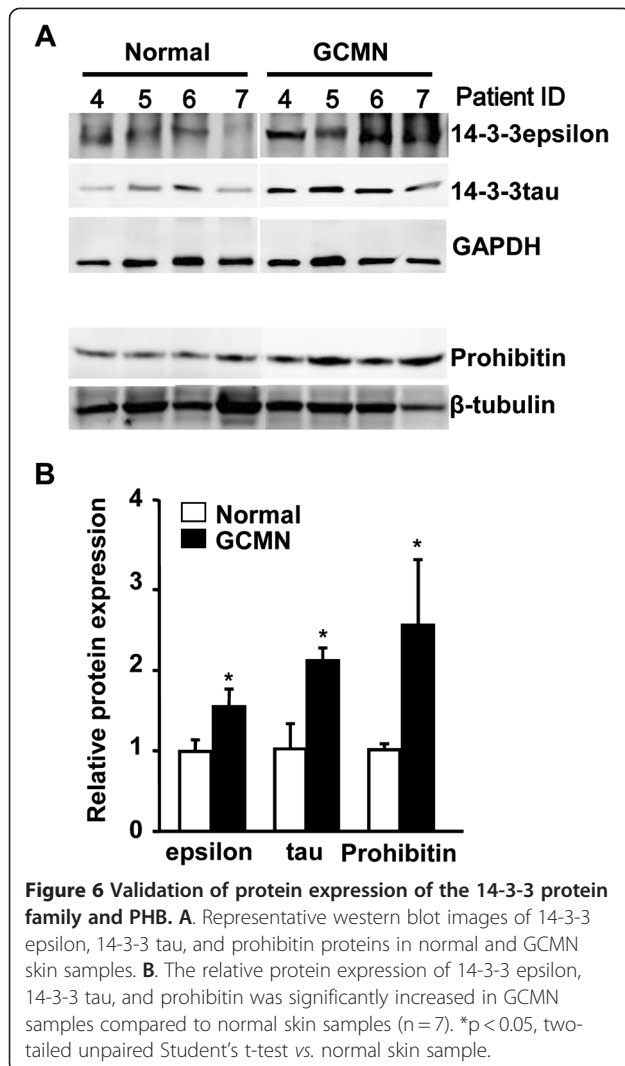 A
Normal GCMN
4 5 6 7 4 5 6 7 Patient ID
14-3-3epsilon
14-3-3tau
GAPDH
Prohibitin
β-tubulin
B
Relative protein expression
4
3
2
1
0
Normal
GCMN
* * *
epsilon tau Prohibitin
Figure 6 Validation of protein expression of the 14-3-3 protein
family and PHB. A. Representative western blot images of 14-3-3
epsilon, 14-3-3 tau, and prohibitin proteins in normal and GCMN
skin samples. B. The relative protein expression of 14-3-3 epsilon,
14-3-3 tau, and prohibitin was significantly increased in GCMN
samples compared to normal skin samples (n = 7). *p < 0.05, two-
tailed unpaired Student's t-test vs. normal skin sample.